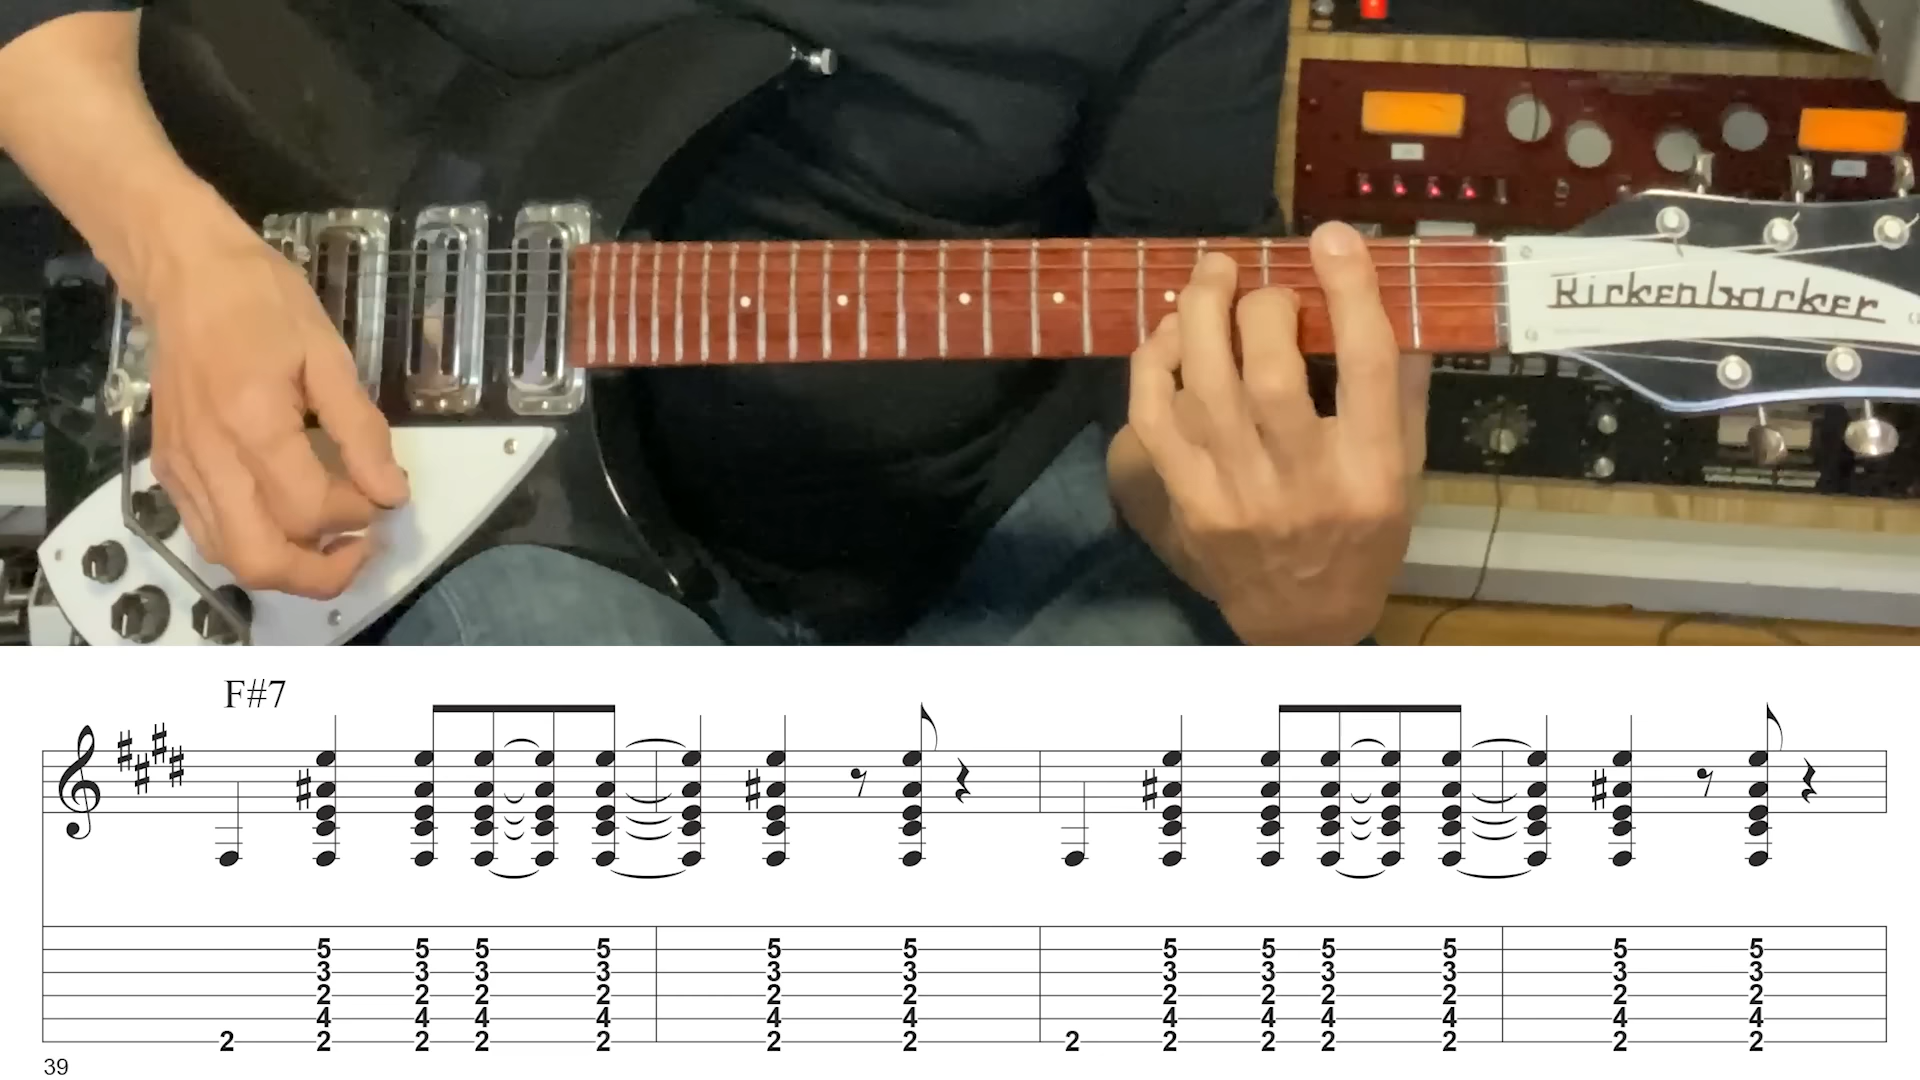 Rickenbacker
F#7
5 5 5 5 5 5 5 5 5 5 5 5
3 3 3 3 3 3 3 3 3 3 3 3
2 2 2 2 2 2 2 2 2 2 2 2
4 4 4 4 4 4 4 4 4 4 4 4
2 2 2 2 2 2 2 2 2 2 2 2 2 2
39